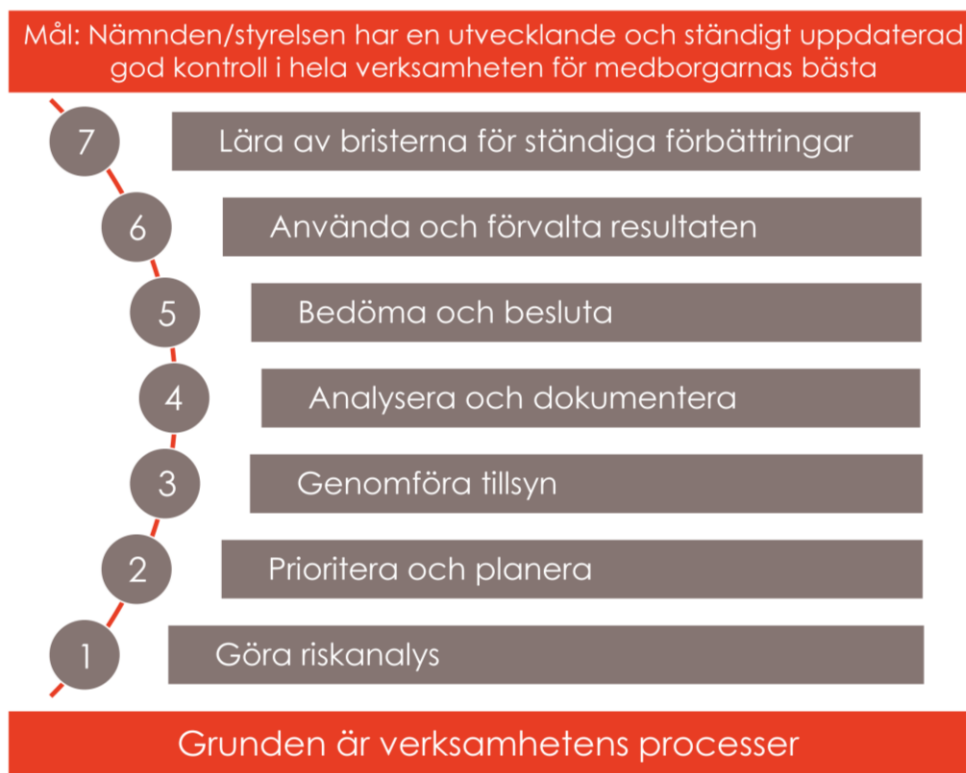 Mål: Nämnden/styrelsen har en utvecklande och ständigt uppdaterad
god kontroll i hela verksamheten för medborgarnas bästa
7 Lära av bristerna för ständiga förbättringar
6 Använda och förvalta resultaten
5 Bedöma och besluta
4 Analysera och dokumentera
3 Genomföra tillsyn
2 Prioritera och planera
1 Göra riskanalys
Grunden är verksamhetens processer